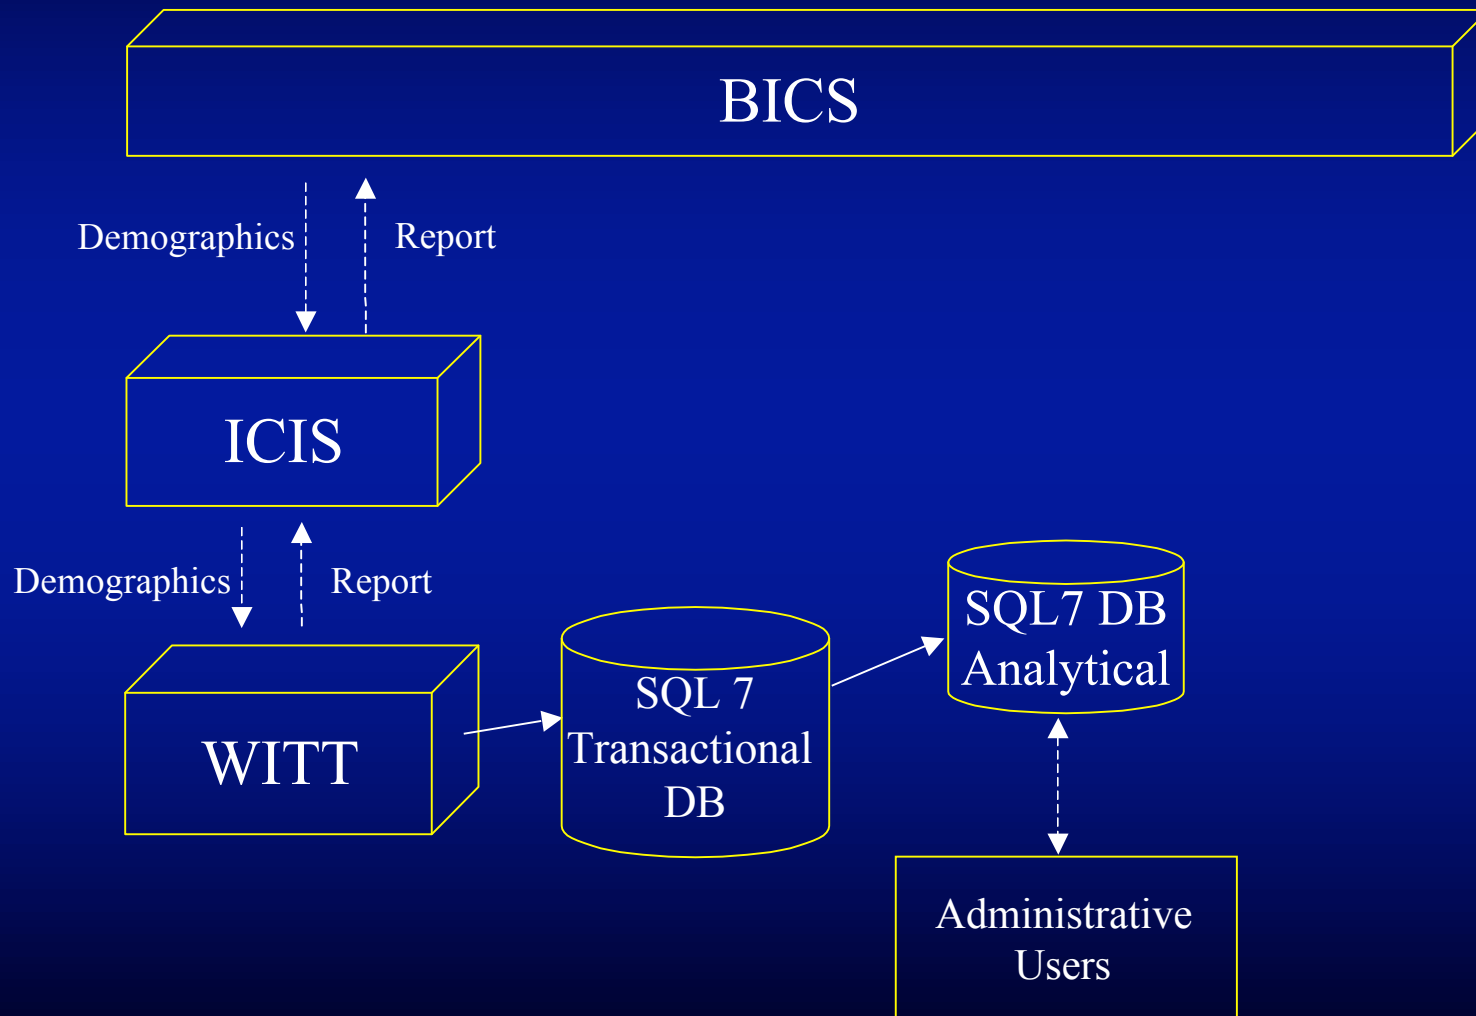 BICS
Demographics
Report
ICIS
Demographics
Report
WITT
SQL 7
Transactional
DB
SQL7 DB
Analytical
Administrative
Users